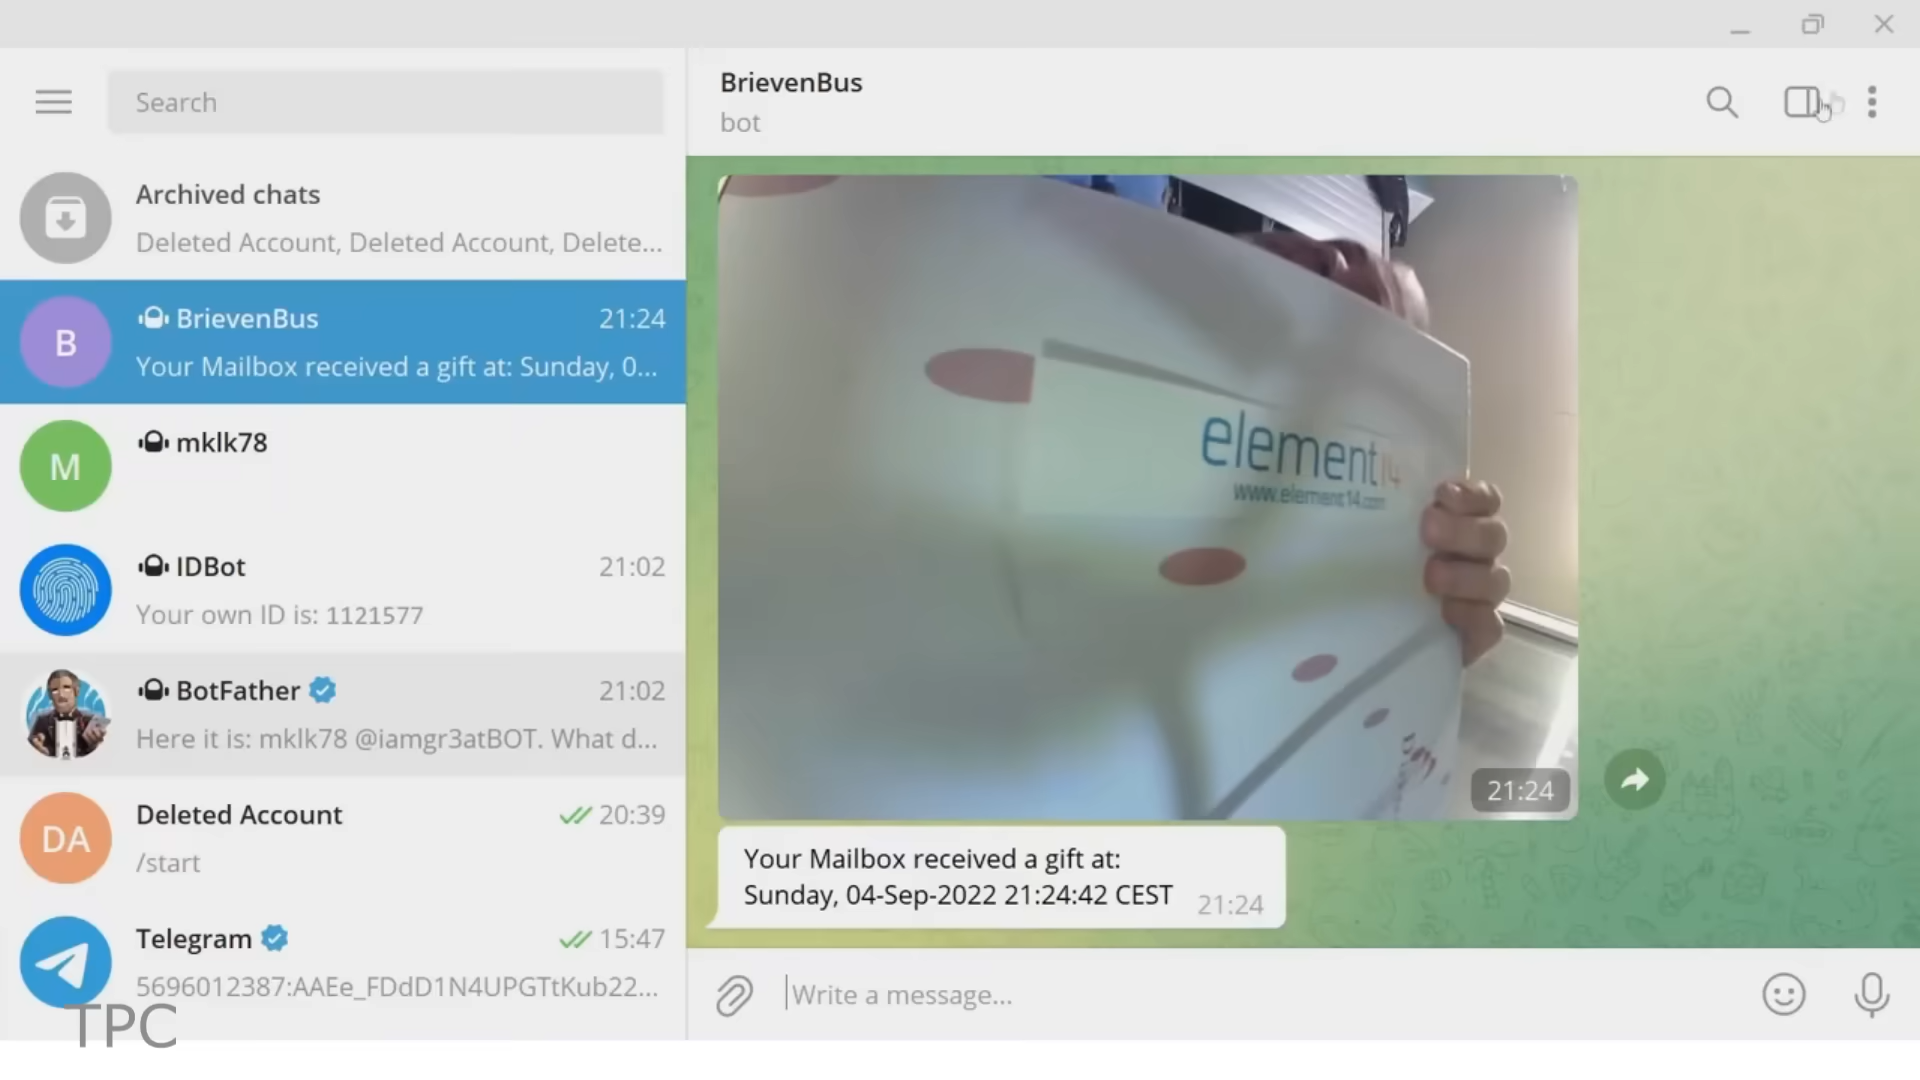 Search
Archived chats
Deleted Account, Deleted Account, Delete...
B
BrievenBus
21:24
Your Mailbox received a gift at: Sunday, 0...
M
mklk78
IDBot
21:02
Your own ID is: 1121577
BotFather
21:02
Here it is: mklk78 @iamgr3atBOT. What d...
DA
Deleted Account
20:39
/start
Telegram
15:47
5696012387:AAEe_FDdD1N4UPGTtKub22...
TPC
BrievenBus
bot
element14
www.element14.com
21:24
Your Mailbox received a gift at:
Sunday, 04-Sep-2022 21:24:42 CEST
21:24
Write a message...